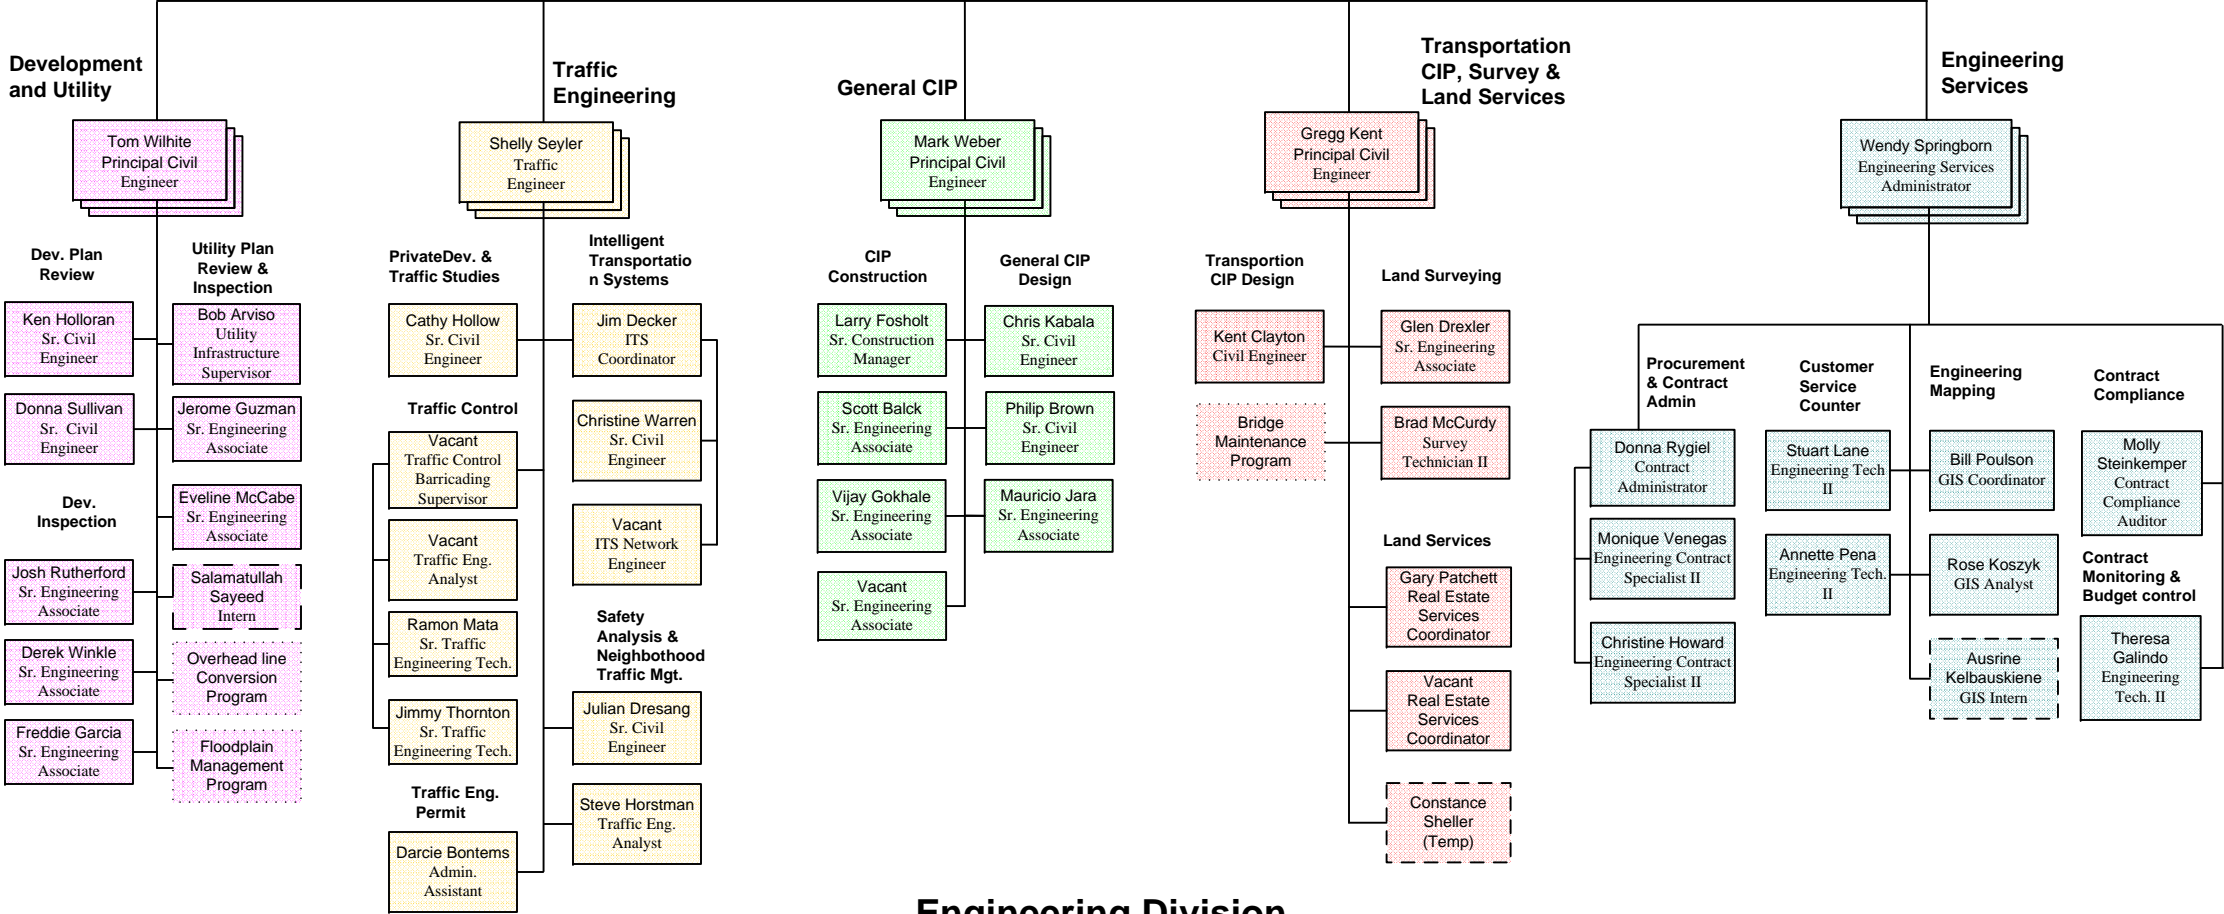 Development
and Utility
Tom Wilhite
Principal Civil
Engineer
Dev. Plan
Review
Ken Holloran
Sr. Civil
Engineer
Donna Sullivan
Sr. Civil
Engineer
Dev.
Inspection
Josh Rutherford
Sr. Engineering
Associate
Derek Winkle
Sr. Engineering
Associate
Freddie Garcia
Sr. Engineering
Associate
Utility Plan
Review &
Inspection
Bob Arviso
Utility
Infrastructure
Supervisor
Jerome Guzman
Sr. Engineering
Associate
Eveline McCabe
Sr. Engineering
Associate
Salamatullah
Sayeed
Intern
Overhead line
Conversion
Program
Floodplain
Management
Program
Traffic
Engineering
Shelly Seyler
Traffic
Engineer
PrivateDev. &
Traffic Studies
Cathy Hollow
Sr. Civil
Engineer
Traffic Control
Vacant
Traffic Control
Barricading
Supervisor
Vacant
Traffic Eng.
Analyst
Ramon Mata
Sr. Traffic
Engineering Tech.
Jimmy Thornton
Sr. Traffic
Engineering Tech.
Traffic Eng.
Permit
Darcie Bontems
Admin.
Assistant
Intelligent
Transportatio
n Systems
Jim Decker
ITS
Coordinator
Christine Warren
Sr. Civil
Engineer
Vacant
ITS Network
Engineer
Safety
Analysis &
Neighbothood
Traffic Mgt.
Julian Dresang
Sr. Civil
Engineer
Steve Horstman
Traffic Eng.
Analyst
General CIP
Mark Weber
Principal Civil
Engineer
CIP
Construction
Larry Fosholt
Sr. Construction
Manager
Scott Balck
Sr. Engineering
Associate
Vijay Gokhale
Sr. Engineering
Associate
Vacant
Sr. Engineering
Associate
General CIP
Design
Chris Kabala
Sr. Civil
Engineer
Philip Brown
Sr. Civil
Engineer
Mauricio Jara
Sr. Engineering
Associate
Transportation
CIP, Survey &
Land Services
Gregg Kent
Principal Civil
Engineer
Transportion
CIP Design
Kent Clayton
Civil Engineer
Bridge
Maintenance
Program
Land Surveying
Glen Drexler
Sr. Engineering
Associate
Brad McCurdy
Survey
Technician II
Land Services
Gary Patchett
Real Estate
Services
Coordinator
Vacant
Real Estate
Services
Coordinator
Constance
Sheller
(Temp)
Engineering
Services
Wendy Springborn
Engineering Services
Administrator
Procurement
& Contract
Admin
Donna Rygiel
Contract
Administrator
Monique Venegas
Engineering Contract
Specialist II
Christine Howard
Engineering Contract
Specialist II
Customer
Service
Counter
Stuart Lane
Engineering Tech
II
Annette Pena
Engineering Tech.
II
Engineering
Mapping
Bill Poulson
GIS Coordinator
Rose Koszyk
GIS Analyst
Ausrine
Kelbauskiene
GIS Intern
Contract
Compliance
Molly
Steinkemper
Contract
Compliance
Auditor
Contract
Monitoring &
Budget control
Theresa
Galindo
Engineering
Tech. II
Engineering Division